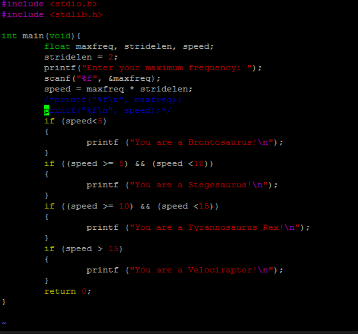 #include <stdio.h>
#include <stdlib.h>
int main(void){
float maxfreq, stridelen, speed;
stridelen = 2;
printf("Enter your maximum frequency: ");
scanf("%f", &maxfreq);
speed = maxfreq * stridelen;
/*printf("%f\n", maxfreq);
printf("%f\n", speed);*/
if (speed<
{
printf ("You are a Brontosaurus!\n");
}
if ((speed >= 5) && (speed <10))
{
printf ("You are a Stegosaurus!\n");
}
if ((speed >= 10) && (speed <15))
{
printf ("You are a Tyrannosaurus Rex!\n");
}
if (speed > 15)
{
printf ("You are a Velociraptor!\n");
}
return 0;
}
~